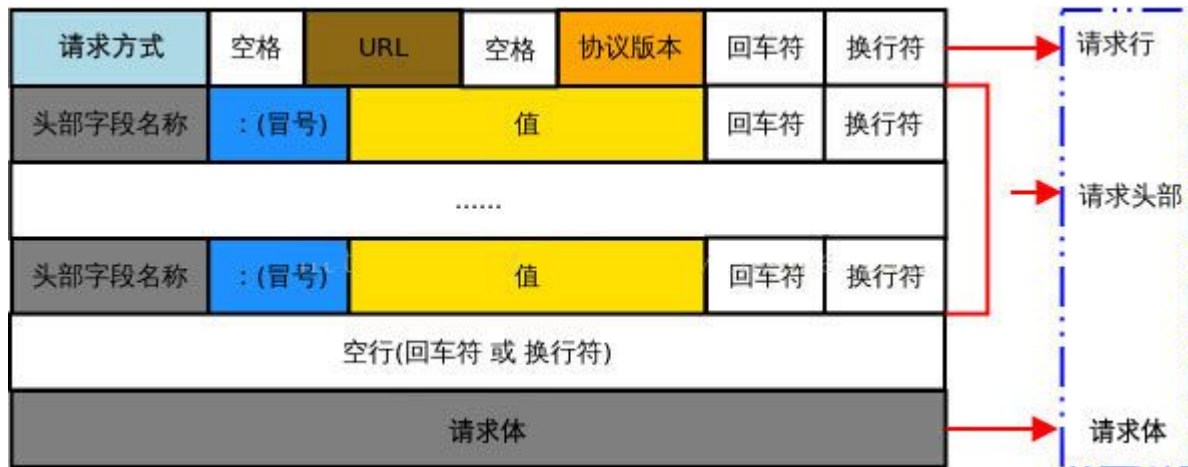 请求方式 空格 URL 空格 协议版本 回车符 换行符 请求行
头部字段名称 :(冒号) 值 回车符 换行符
...... 请求头部
头部字段名称 :(冒号) 值 回车符 换行符
空行(回车符 或 换行符)
请求体 请求体